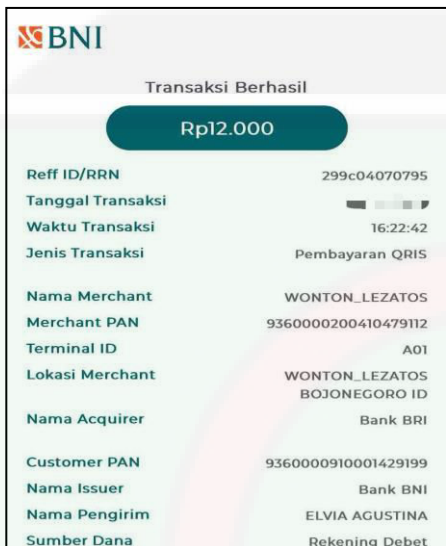 BNI
Transaksi Berhasil
Rp12.000
Reff ID/RRN 299c04070795
Tanggal Transaksi
Waktu Transaksi 16:22:42
Jenis Transaksi Pembayaran QRIS
Nama Merchant WONTON_LEZATOS
Merchant PAN 9360000200410479112
Terminal ID A01
Lokasi Merchant WONTON_LEZATOS
BOJONEGORO ID
Nama Acquirer Bank BRI
Customer PAN 9360000910001429199
Nama Issuer Bank BNI
Nama Pengirim ELVIA AGUSTINA
Sumber Dana Rekening Debet